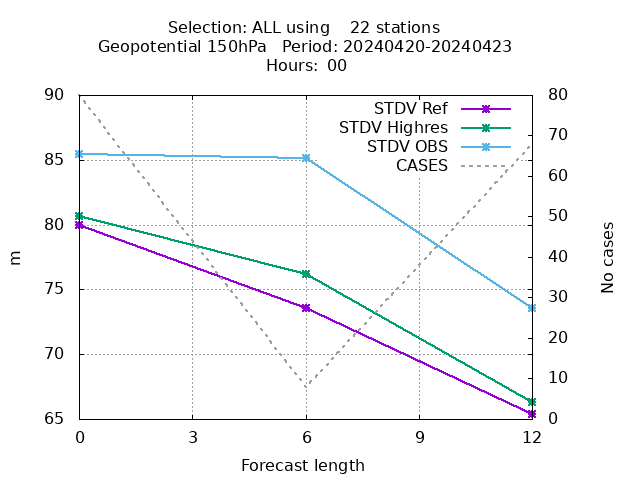 Selection: ALL using    22 stations
Geopotential 150hPa   Period: 20240420-20240423
Hours: 00
90
85
80
75
70
65
m
80
70
60
50
40
30
20
10
0
No cases
STDV Ref
STDV Highres
STDV OBS
CASES
0 3 6 9 12
Forecast length